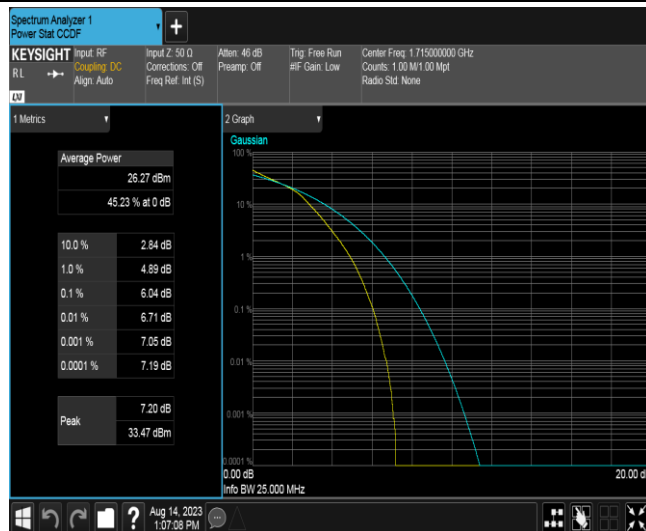 Spectrum Analyzer 1
Power Stat CCDF
+
KEYSIGHT
RL
LXI
Input: RF
Coupling: DC
Align: Auto
Input Z: 50 Ω
Corrections: Off
Freq Ref: Int (S)
Atten: 46 dB
Preamp: Off
Trig: Free Run
#IF Gain: Low
Center Freq: 1.715000000 GHz
Counts: 1.00 M/1.00 Mpt
Radio Std: None
1 Metrics
Average Power
26.27 dBm
45.23 % at 0 dB
10.0 % 2.84 dB
1.0 % 4.89 dB
0.1 % 6.04 dB
0.01 % 6.71 dB
0.001 % 7.05 dB
0.0001 % 7.19 dB
Peak
7.20 dB
33.47 dBm
2 Graph
Gaussian
100 %
10 %
1 %
0.1 %
0.01 %
0.001 %
0.0001 %
0.00 dB
20.00 d
Info BW 25.000 MHz
?
Aug 14, 2023
1:07:08 PM